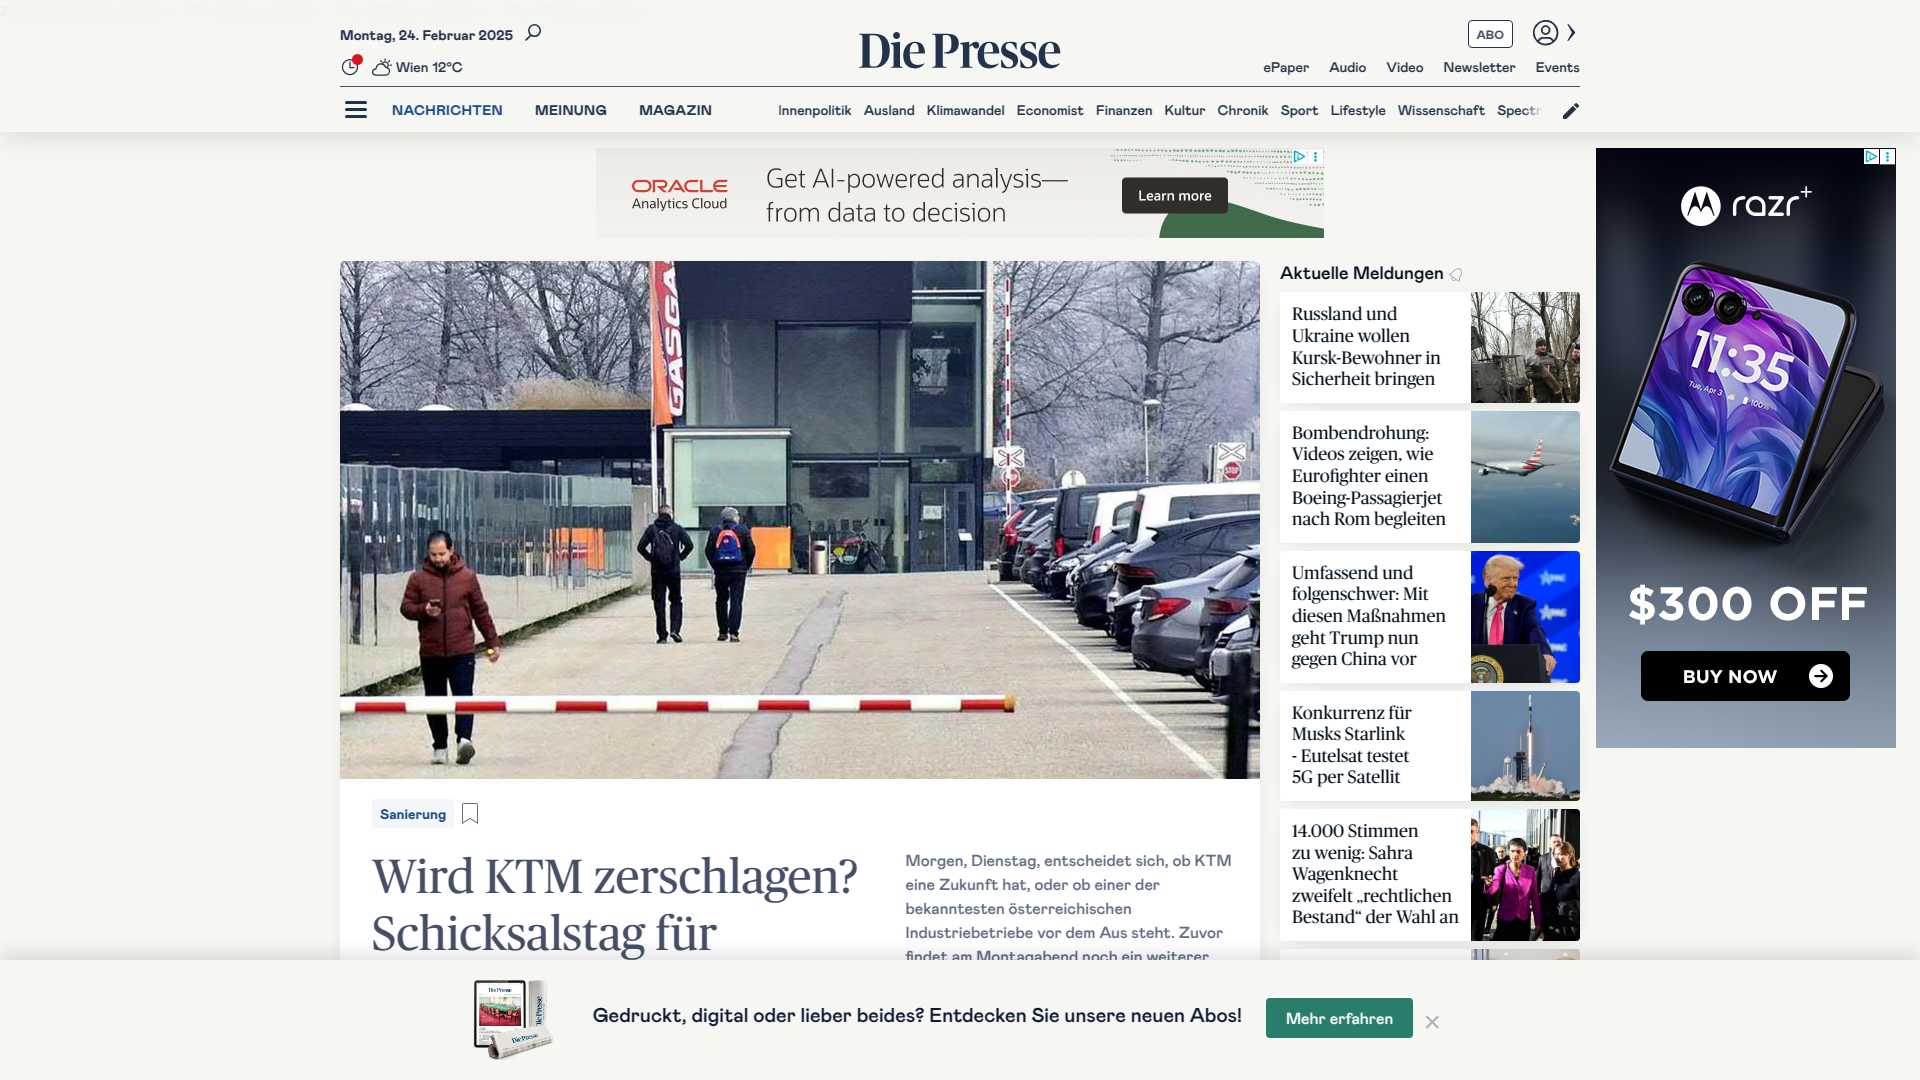 Montag, 24. Februar 2025
Wien 12°C
Die Presse
ABO
ePaper Audio Video Newsletter Events
NACHRICHTEN MEINUNG MAGAZIN
Innenpolitik Ausland Klimawandel Economist Finanzen Kultur Chronik Sport Lifestyle Wissenschaft Spectr
ORACLE
Analytics Cloud
Get AI-powered analysis—
from data to decision
Learn more
GASGA
STOP
Sanierung
Wird KTM zerschlagen?
Schicksalstag für
Morgen, Dienstag, entscheidet sich, ob KTM
eine Zukunft hat, oder ob einer der
bekanntesten österreichischen
Industriebetriebe vor dem Aus steht. Zuvor
findet am Montagabend noch ein weiterer
Aktuelle Meldungen
Russland und
Ukraine wollen
Kursk-Bewohner in
Sicherheit bringen
Bombendrohung:
Videos zeigen, wie
Eurofighter einen
Boeing-Passagierjet
nach Rom begleiten
Umfassend und
folgenschwer: Mit
diesen Maßnahmen
geht Trump nun
gegen China vor
Konkurrenz für
Musks Starlink
- Eutelsat testet
5G per Satellit
14.000 Stimmen
zu wenig: Sahra
Wagenknecht
zweifelt „rechtlichen
Bestand“ der Wahl an
razr+
11:35
Tue, Apr 3
100%
$300 OFF
BUY NOW
Die Presse
Die Presse
Die Presse
Gedruckt, digital oder lieber beides? Entdecken Sie unsere neuen Abos!
Mehr erfahren